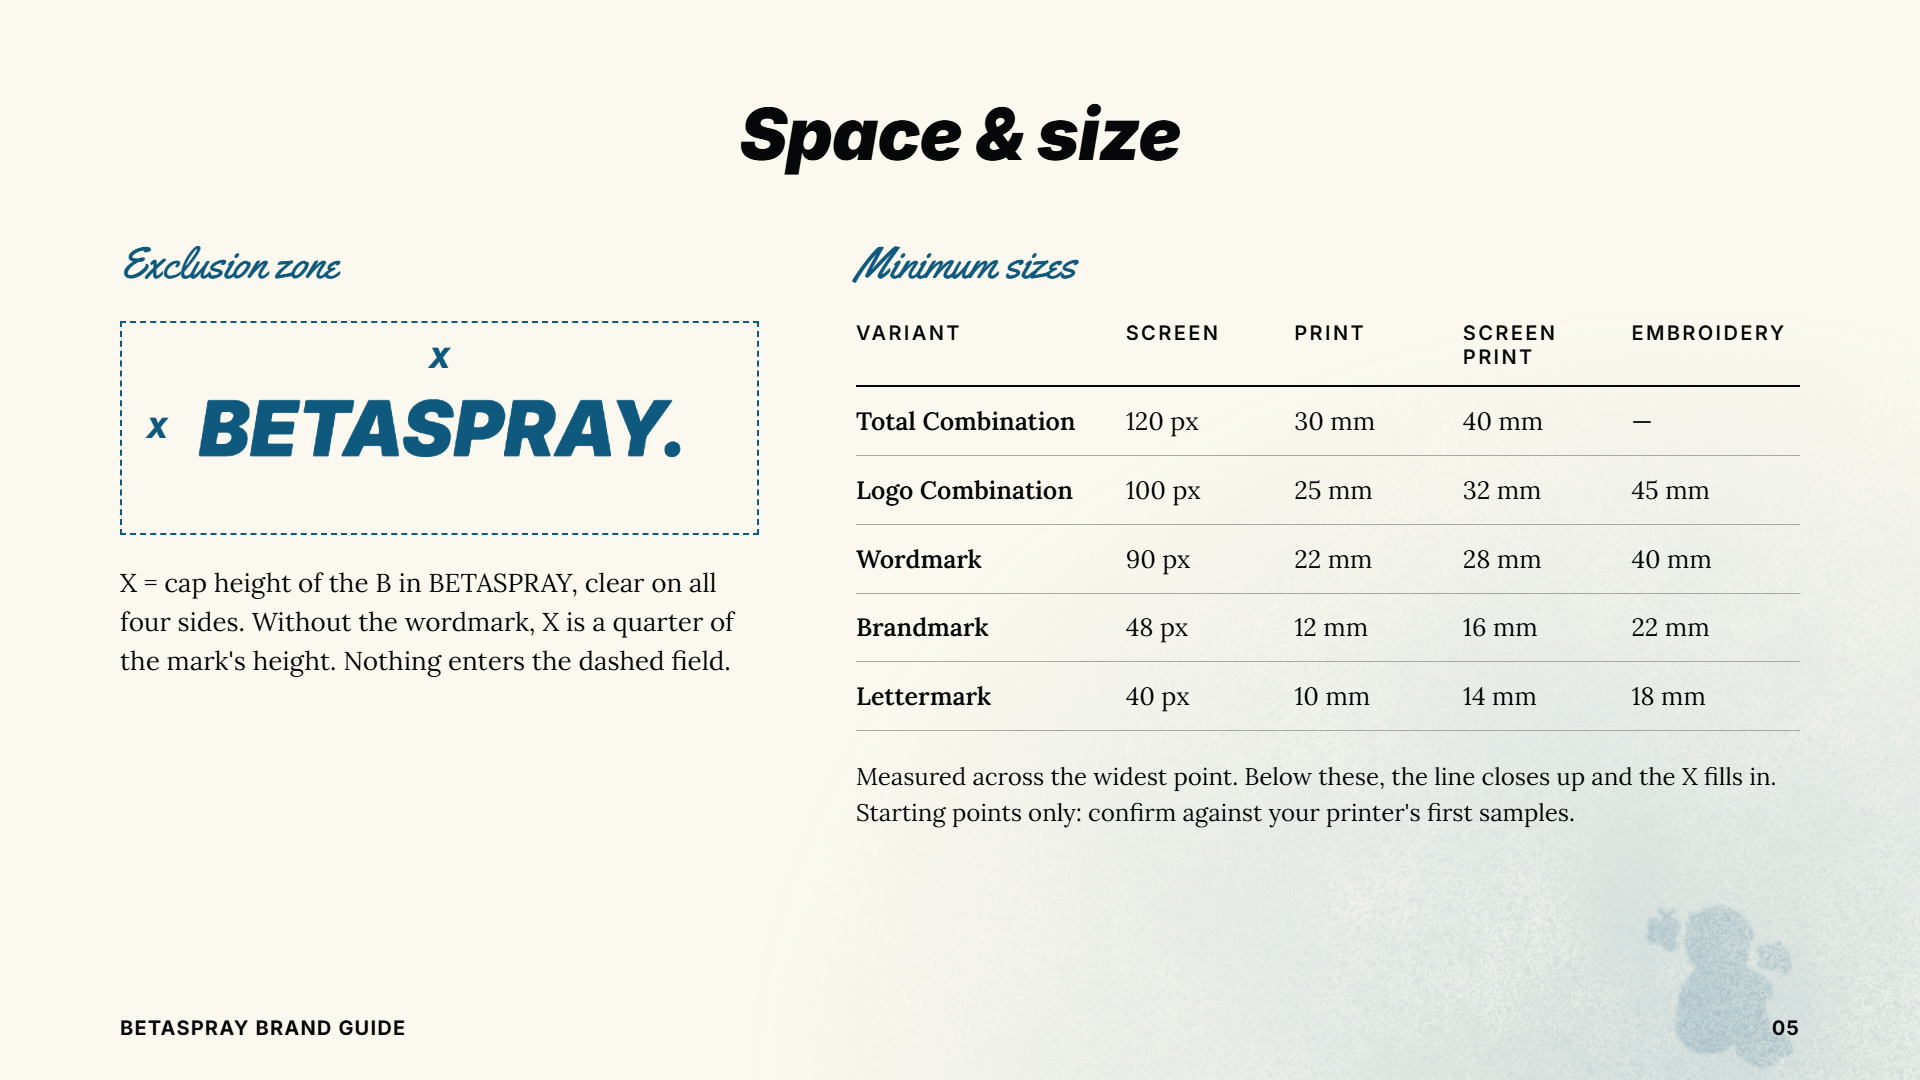 Space & size
Exclusion zone
X
X
BETASPRAY.
X = cap height of the B in BETASPRAY, clear on all
four sides. Without the wordmark, X is a quarter of
the mark's height. Nothing enters the dashed field.
Minimum sizes
VARIANT SCREEN PRINT SCREEN PRINT EMBROIDERY
Total Combination 120 px 30 mm 40 mm —
Logo Combination 100 px 25 mm 32 mm 45 mm
Wordmark 90 px 22 mm 28 mm 40 mm
Brandmark 48 px 12 mm 16 mm 22 mm
Lettermark 40 px 10 mm 14 mm 18 mm
Measured across the widest point. Below these, the line closes up and the X fills in.
Starting points only: confirm against your printer's first samples.
BETASPRAY BRAND GUIDE
05